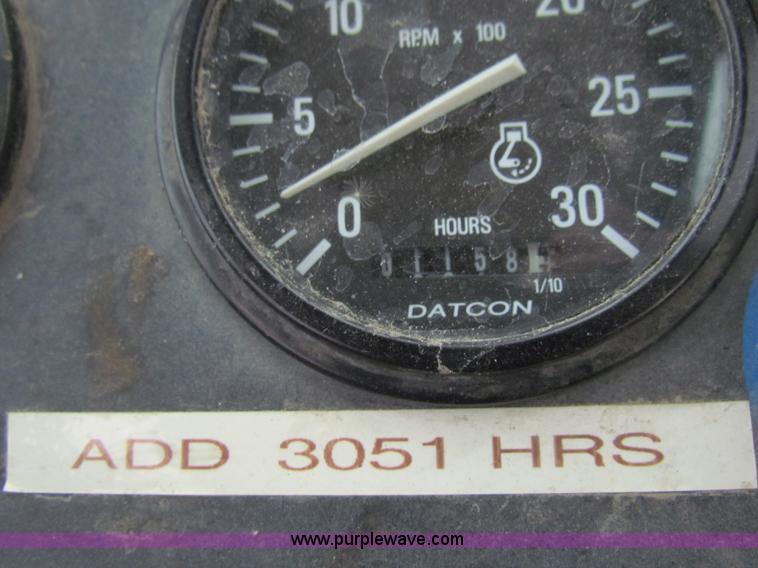 10
20
RPM x 100
5
25
0
30
HOURS
1/10
DATCON
ADD 3051 HRS
www.purplewave.com